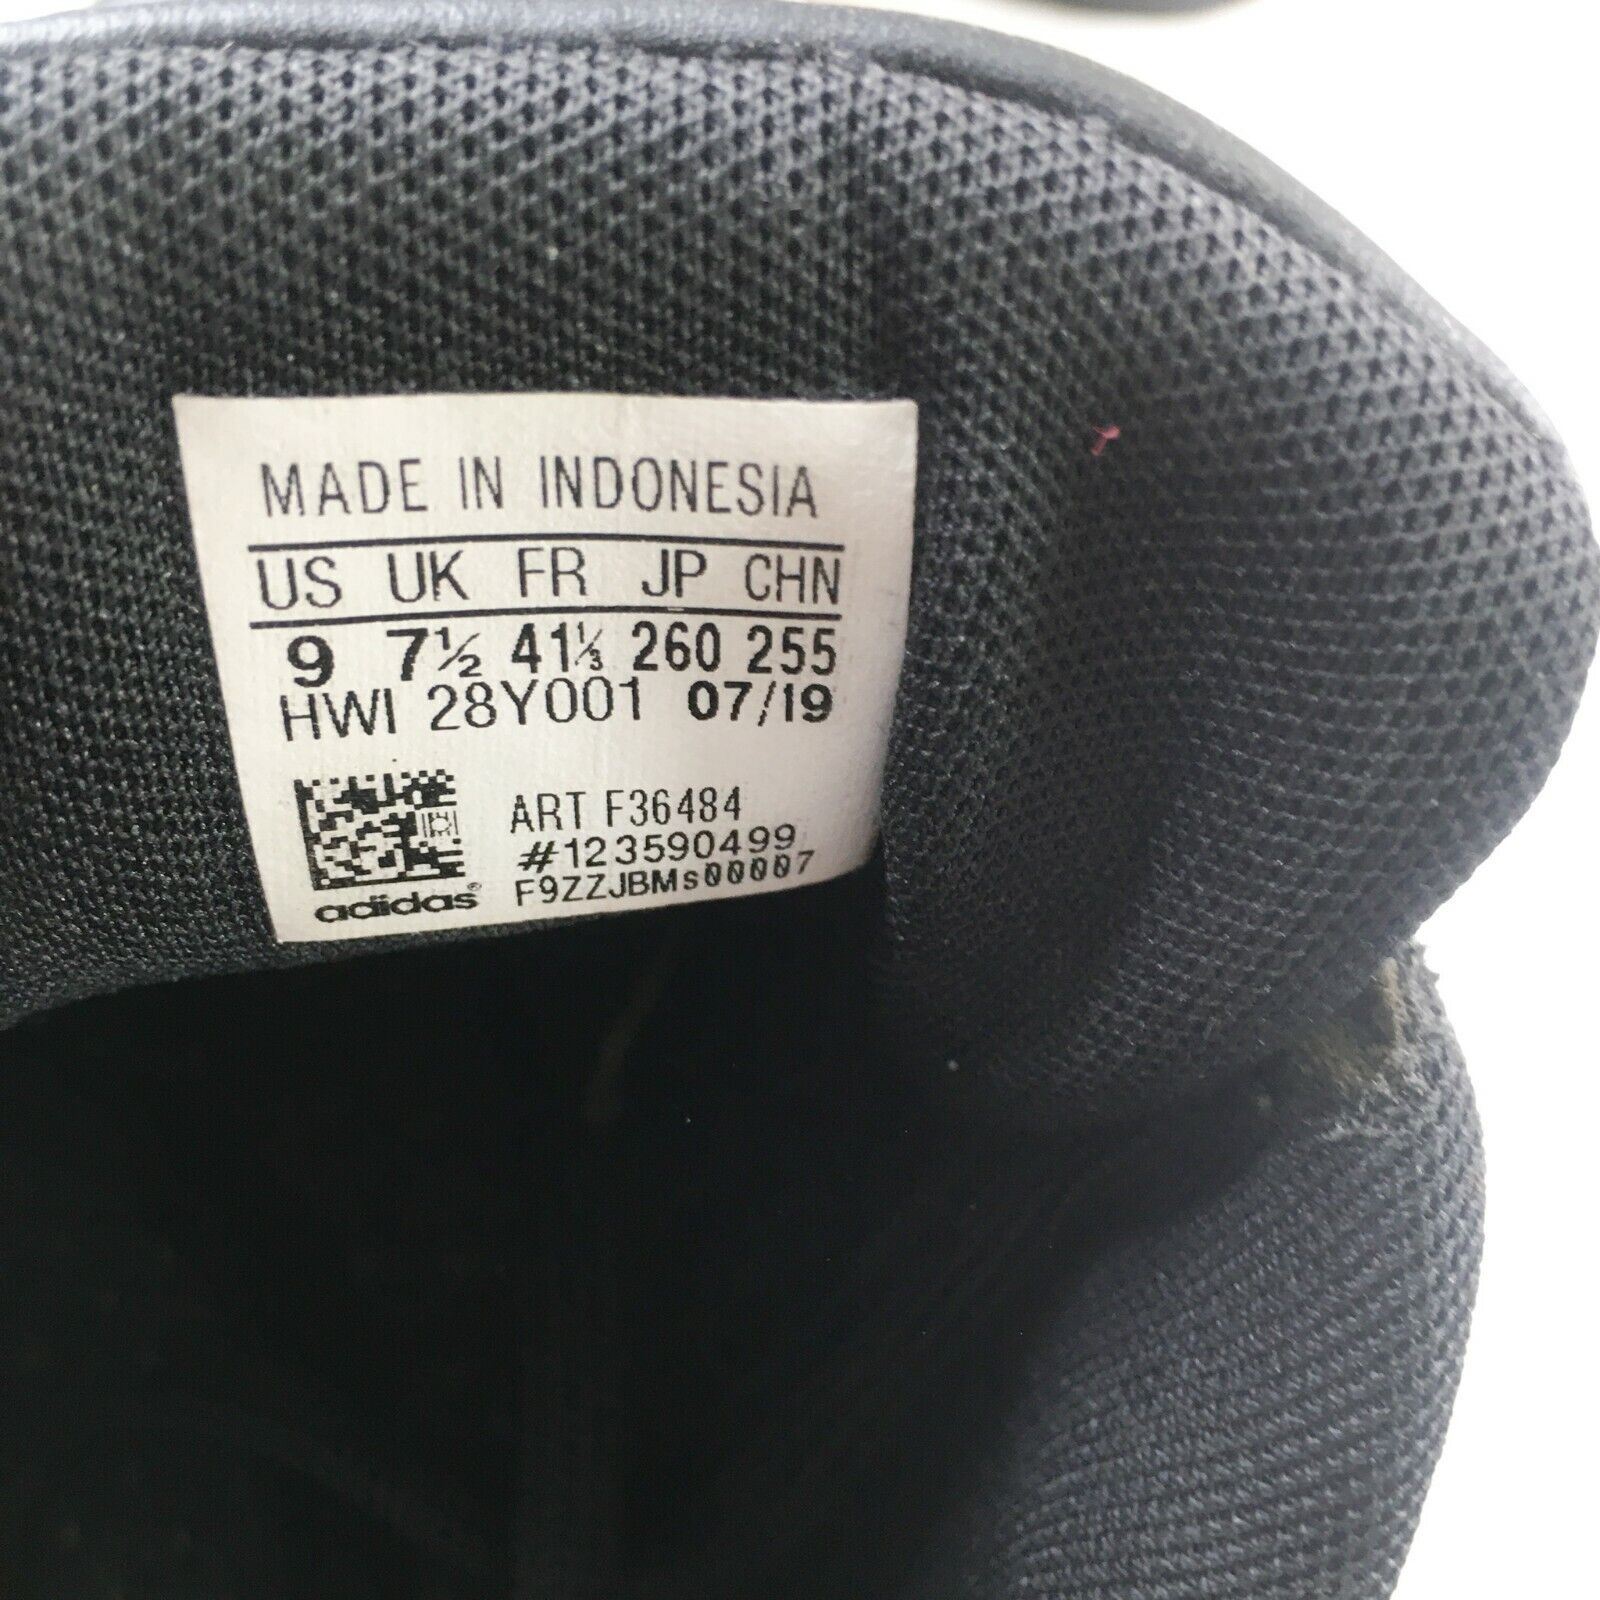 MADE IN INDONESIA
US UK FR JP CHN
9 7½ 41⅓ 260 255
HWI 28Y001 07/19
ART F36484
#123590499
F9ZZJBMs00007
adidas®